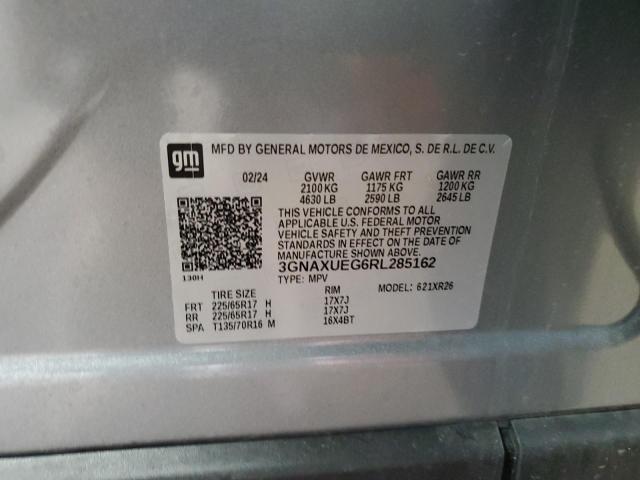 gm
MFD BY GENERAL MOTORS DE MEXICO, S. DE R.L. DE C.V.
02/24 GVWR GAWR FRT GAWR RR
2100 KG 1175 KG 1200 KG
4630 LB 2590 LB 2645 LB
THIS VEHICLE CONFORMS TO ALL
APPLICABLE U.S. FEDERAL MOTOR
VEHICLE SAFETY AND THEFT PREVENTION
STANDARDS IN EFFECT ON THE DATE OF
MANUFACTURE SHOWN ABOVE.
3GNAXUEG6RL285162
130H TYPE: MPV
MODEL: 621XR26
TIRE SIZE RIM
FRT 225/65R17 H 17X7J
RR 225/65R17 H 17X7J
SPA T135/70R16 M 16X4BT